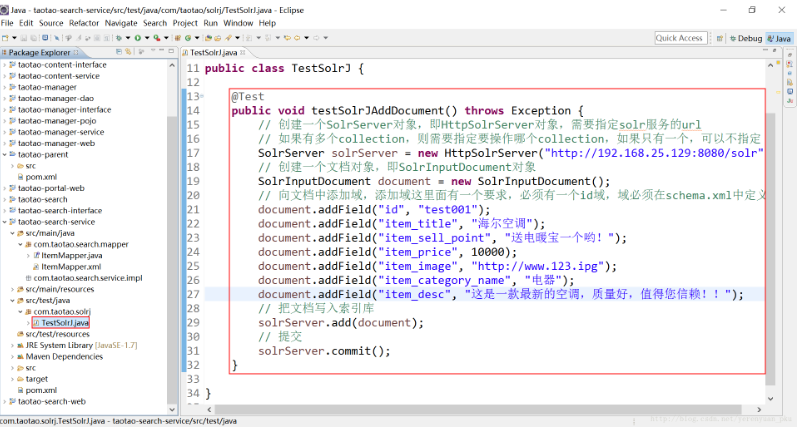 Java - taotao-search-service/src/test/java/com/taotao/solrj/TestSolrJ.java - Eclipse
File Edit Source Refactor Navigate Search Project Run Window Help
Quick Access
Debug
Java
Package Explorer
taotao-content-interface
taotao-content-service
taotao-manager
taotao-manager-dao
taotao-manager-interface
taotao-manager-pojo
taotao-manager-service
taotao-manager-web
taotao-parent
src
pom.xml
taotao-portal-web
taotao-search
taotao-search-interface
taotao-search-service
src/main/java
com.taotao.search.mapper
ItemMapper.java
ItemMapper.xml
com.taotao.search.service.impl
src/main/resources
src/test/java
com.taotao.solrj
TestSolrJ.java
src/test/resources
JRE System Library [JavaSE-1.7]
Maven Dependencies
src
target
pom.xml
taotao-search-web
TestSolrJ.java
11 public class TestSolrJ {
12
13 @Test
14 public void testSolrJAddDocument() throws Exception {
15 // 创建一个SolrServer对象，即HttpSolrServer对象，需要指定solr服务的url
16 // 如果有多个collection，则需要指定要操作哪个collection，如果只有一个，可以不指定
17 SolrServer solrServer = new HttpSolrServer("http://192.168.25.129:8080/solr"
18 // 创建一个文档对象，即SolrInputDocument对象
19 SolrInputDocument document = new SolrInputDocument();
20 // 向文档中添加域，添加域这里面有一个要求，必须有一个id域，域必须在schema.xml中定义
21 document.addField("id", "test001");
22 document.addField("item_title", "海尔空调");
23 document.addField("item_sell_point", "送电暖宝一个哟！");
24 document.addField("item_price", 10000);
25 document.addField("item_image", "http://www.123.jpg");
26 document.addField("item_category_name", "电器");
27 document.addField("item_desc", "这是一款最新的空调，质量好，值得您信赖！！");
28 // 把文档写入索引库
29 solrServer.add(document);
30 // 提交
31 solrServer.commit();
32 }
33
34 }
com.taotao.solrj.TestSolrJ.java - taotao-search-service/src/test/java